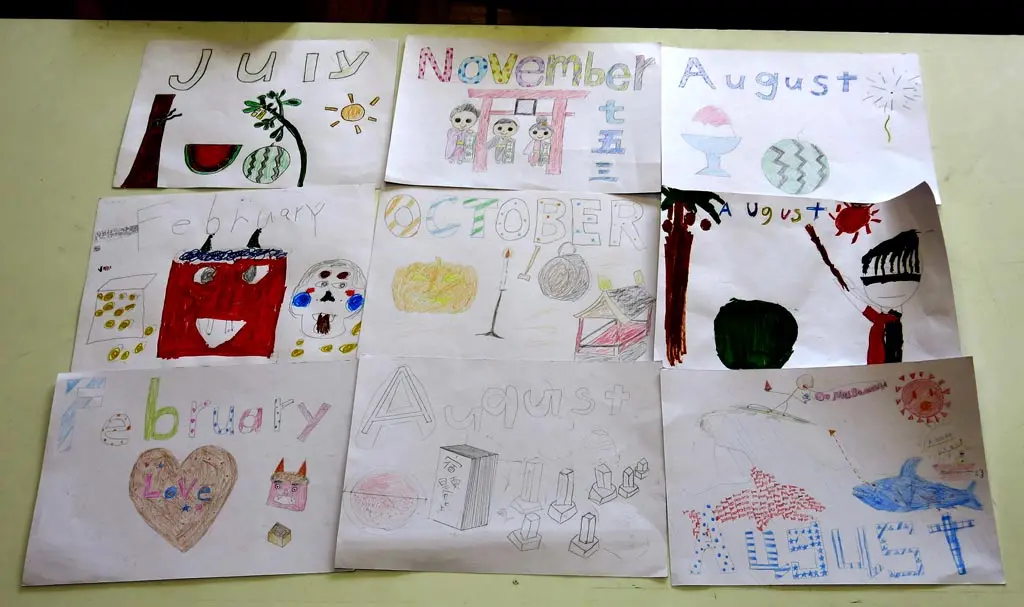 July
November
七
五
三
August
February
OCTOBER
August
February
Love
August
AUGUST